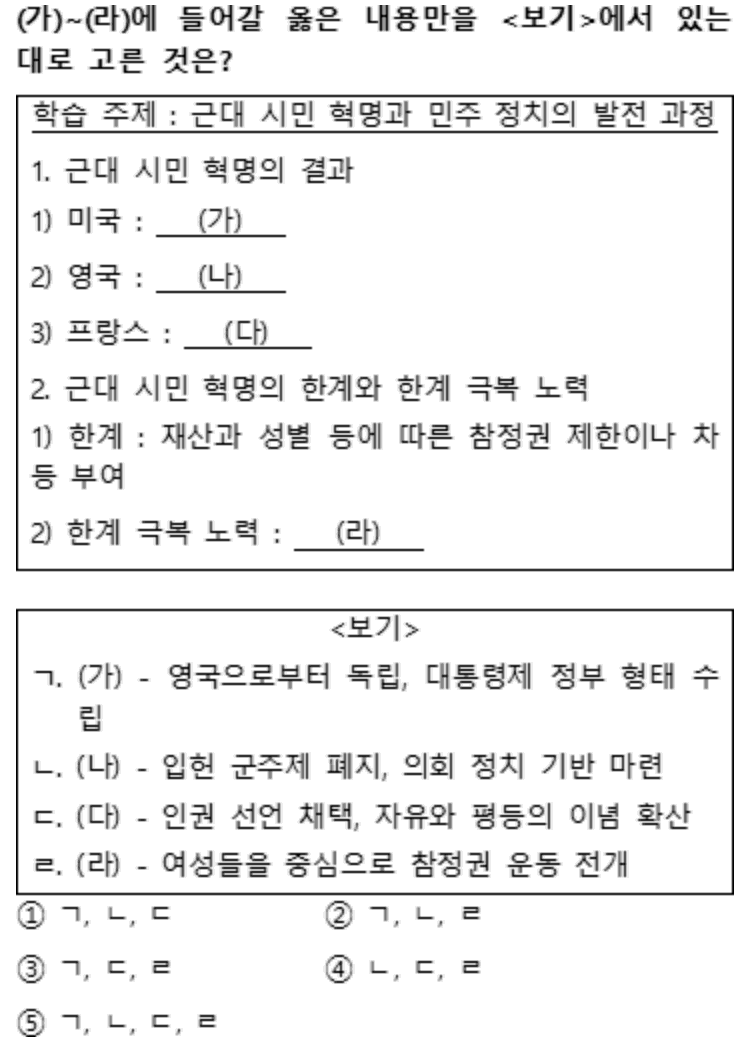 (가)~(라)에 들어갈 옳은 내용만을 <보기>에서 있는
대로 고른 것은?
학습 주제 : 근대 시민 혁명과 민주 정치의 발전 과정
1. 근대 시민 혁명의 결과
1) 미국 : (가)
2) 영국 : (나)
3) 프랑스 : (다)
2. 근대 시민 혁명의 한계와 한계 극복 노력
1) 한계 : 재산과 성별 등에 따른 참정권 제한이나 차
등 부여
2) 한계 극복 노력 : (라)
<보기>
ㄱ. (가) - 영국으로부터 독립, 대통령제 정부 형태 수
립
ㄴ. (나) - 입헌 군주제 폐지, 의회 정치 기반 마련
ㄷ. (다) - 인권 선언 채택, 자유와 평등의 이념 확산
ㄹ. (라) - 여성들을 중심으로 참정권 운동 전개
① ㄱ, ㄴ, ㄷ ② ㄱ, ㄴ, ㄹ
③ ㄱ, ㄷ, ㄹ ④ ㄴ, ㄷ, ㄹ
⑤ ㄱ, ㄴ, ㄷ, ㄹ